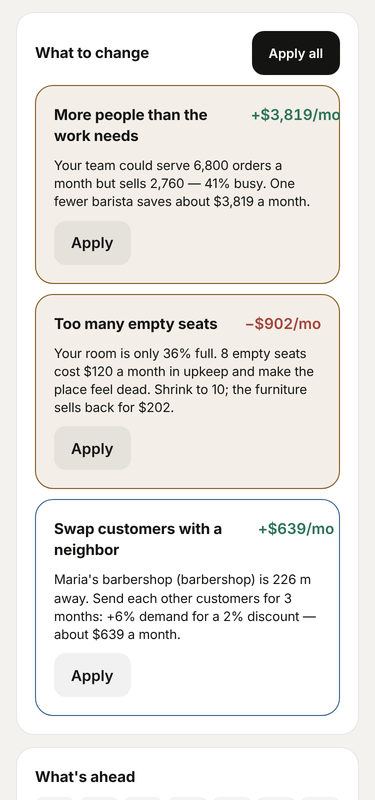 What to change
Apply all
More people than the
work needs
+$3,819/mo
Your team could serve 6,800 orders a
month but sells 2,760 — 41% busy. One
fewer barista saves about $3,819 a month.
Apply
Too many empty seats
−$902/mo
Your room is only 36% full. 8 empty seats
cost $120 a month in upkeep and make the
place feel dead. Shrink to 10; the furniture
sells back for $202.
Apply
Swap customers with a
neighbor
+$639/mo
Maria's barbershop (barbershop) is 226 m
away. Send each other customers for 3
months: +6% demand for a 2% discount —
about $639 a month.
Apply
What's ahead